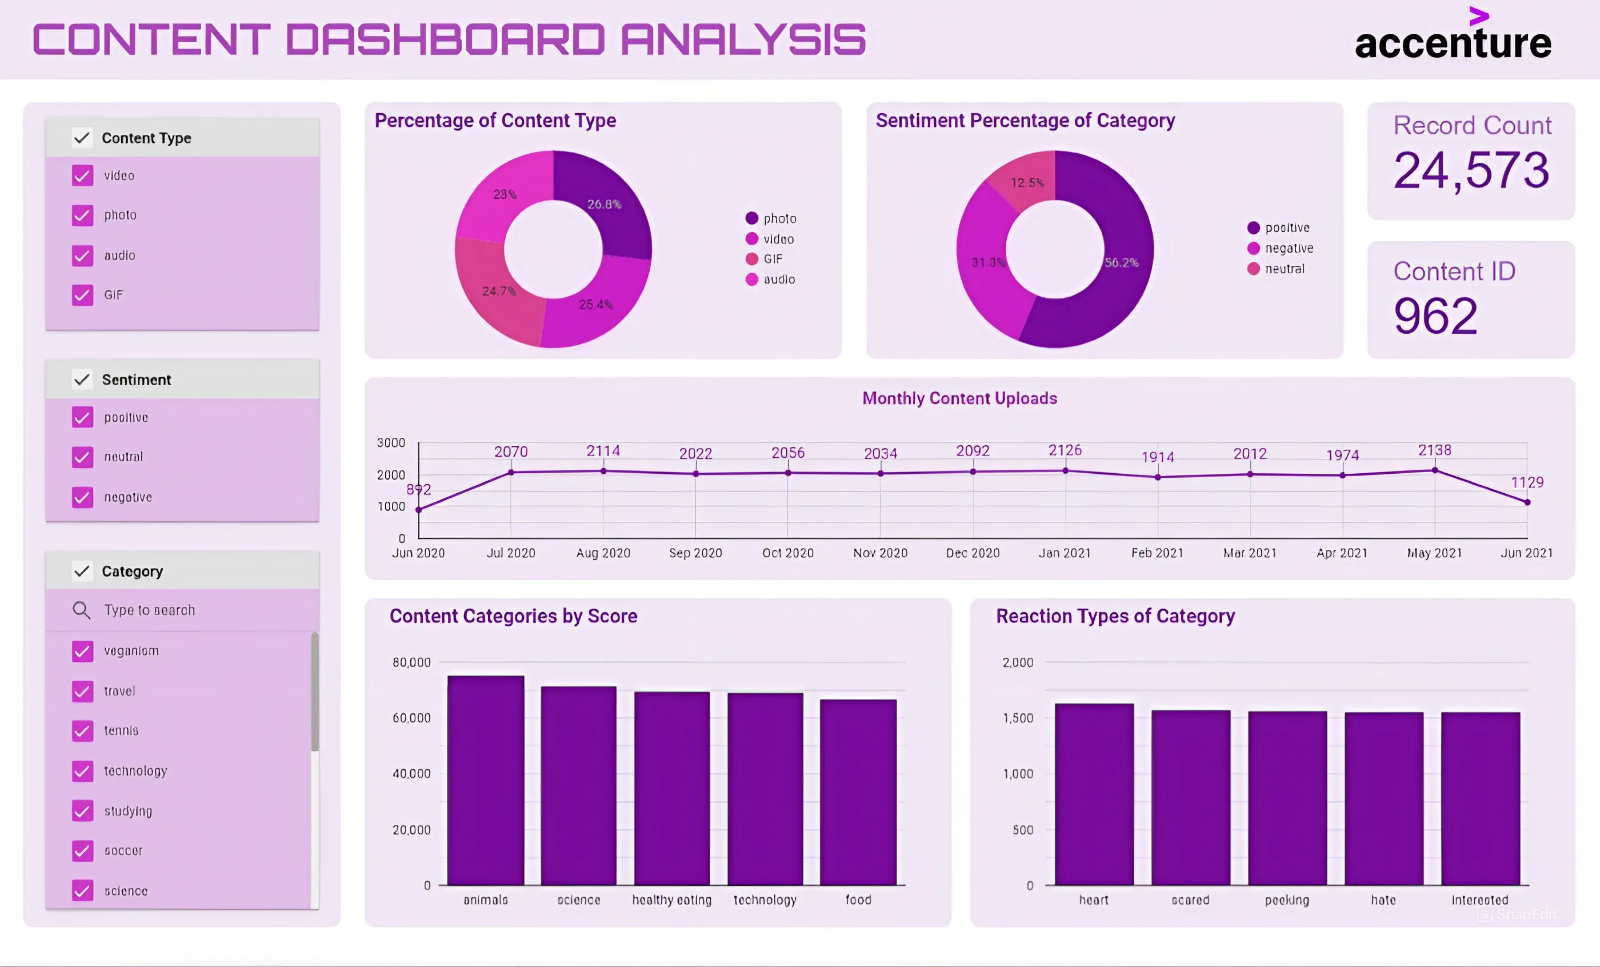 CONTENT DASHBOARD ANALYSIS
>
accenture
Content Type
video
photo
audio
GIF
Sentiment
positive
neutral
negative
Category
Type to search
veganism
travel
tennis
technology
studying
soccer
science
Percentage of Content Type
23%
26.8%
24.7%
25.4%
photo
video
GIF
audio
Sentiment Percentage of Category
12.5%
31.3%
56.2%
positive
negative
neutral
Record Count
24,573
Content ID
962
Monthly Content Uploads
3000
2000
1000
0
892
2070
2114
2022
2056
2034
2092
2126
1914
2012
1974
2138
1129
Jun 2020
Jul 2020
Aug 2020
Sep 2020
Oct 2020
Nov 2020
Dec 2020
Jan 2021
Feb 2021
Mar 2021
Apr 2021
May 2021
Jun 2021
Content Categories by Score
80,000
60,000
40,000
20,000
0
animals
science
healthy eating
technology
food
Reaction Types of Category
2,000
1,500
1,000
500
0
heart
scared
peeking
hate
interested
SnapEdit